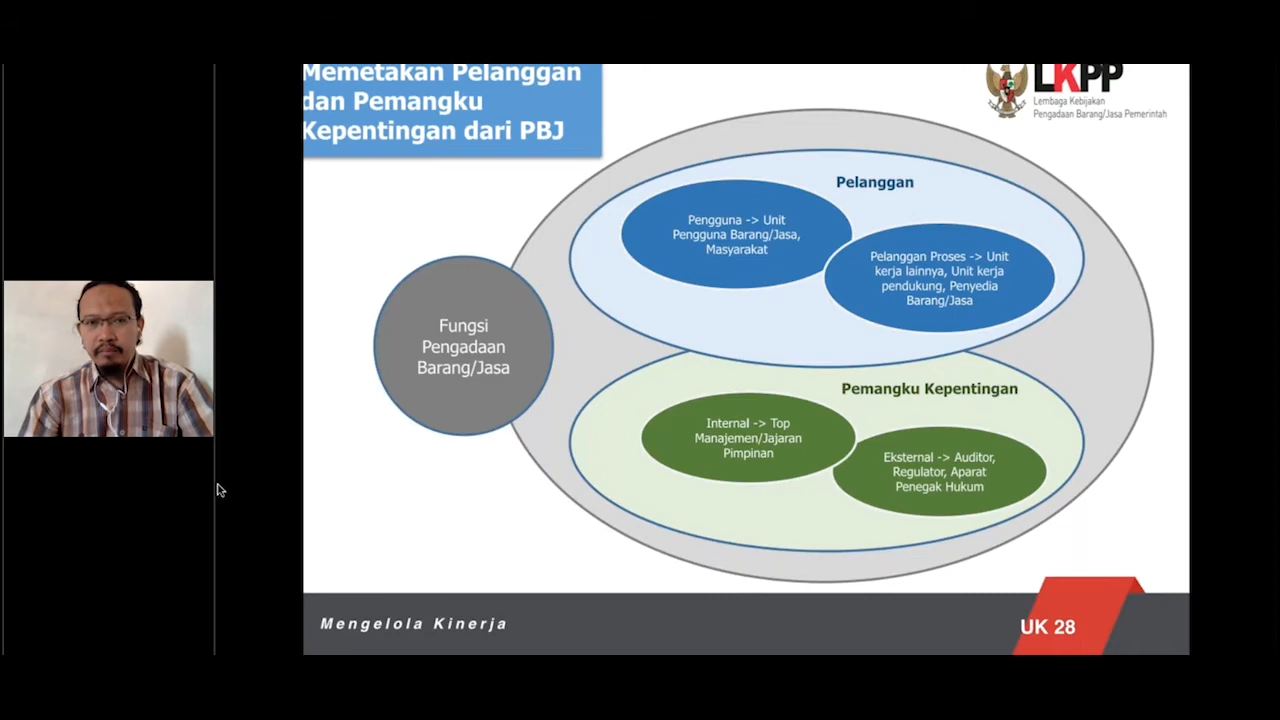 Memetakan Pelanggan
dan Pemangku
Kepentingan dari PBJ
LKPP
Lembaga Kebijakan
Pengadaan Barang/Jasa Pemerintah
Pelanggan
Pengguna -> Unit
Pengguna Barang/Jasa,
Masyarakat
Pelanggan Proses -> Unit
kerja lainnya, Unit kerja
pendukung, Penyedia
Barang/Jasa
Fungsi
Pengadaan
Barang/Jasa
Pemangku Kepentingan
Internal -> Top
Manajemen/Jajaran
Pimpinan
Eksternal -> Auditor,
Regulator, Aparat
Penegak Hukum
Mengelola Kinerja
UK 28